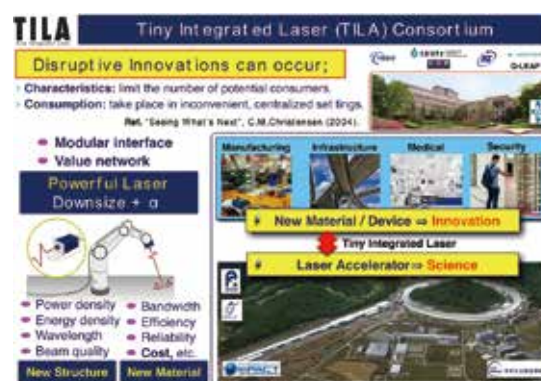 TILA
Tiny Integrated Laser (TILA) Consortium
Disruptive Innovations can occur;
Characteristics: limit the number of potential consumers.
Consumption: take place in inconvenient, centralized settings.
Ref. "Seeing What's Next", C.M.Christensen (2004).
Q-LEAP
Modular interface
Value network
Powerful Laser
Downsize + α
Manufacturing
Infrastructure
Medical
Security
New Material / Device ⇒ Innovation
Tiny Integrated Laser
Laser Accelerator ⇒ Science
Power density
Energy density
Wavelength
Beam quality
Bandwidth
Efficiency
Reliability
Cost, etc.
New Structure
New Material
ImPACT